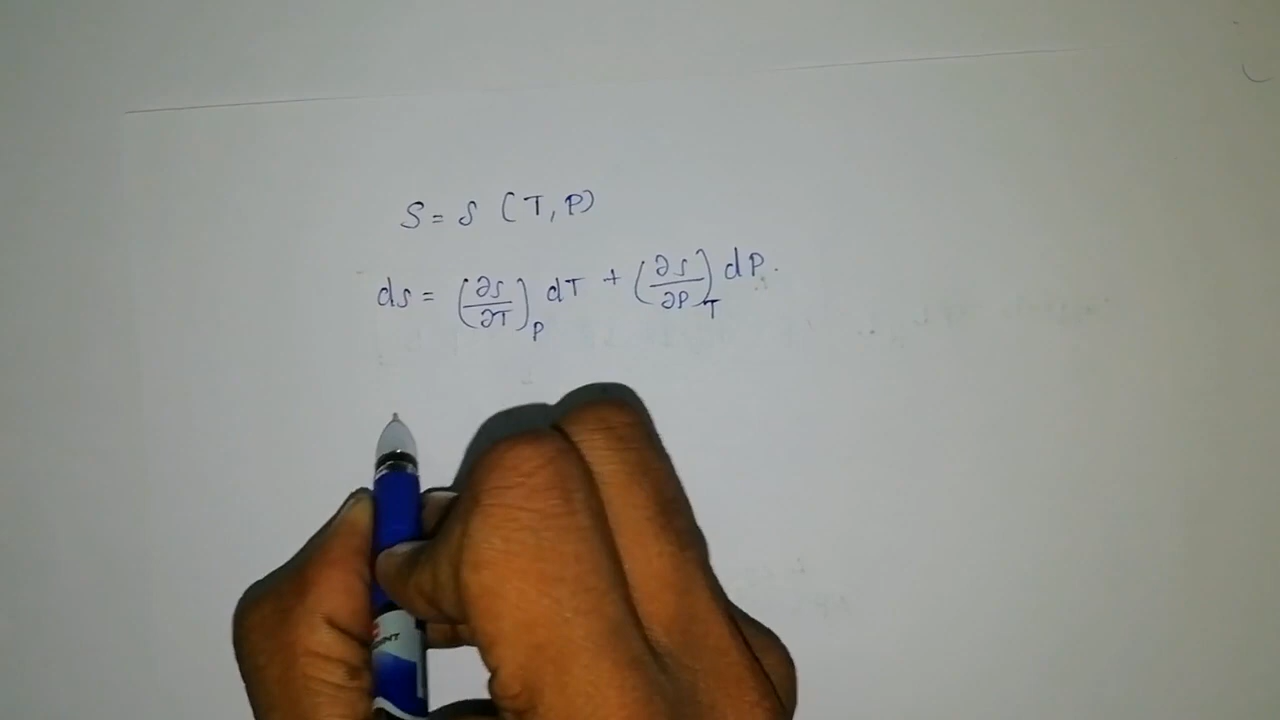 S = S (T, P)
dS = (∂S/∂T)_P dT + (∂S/∂P)_T dP.